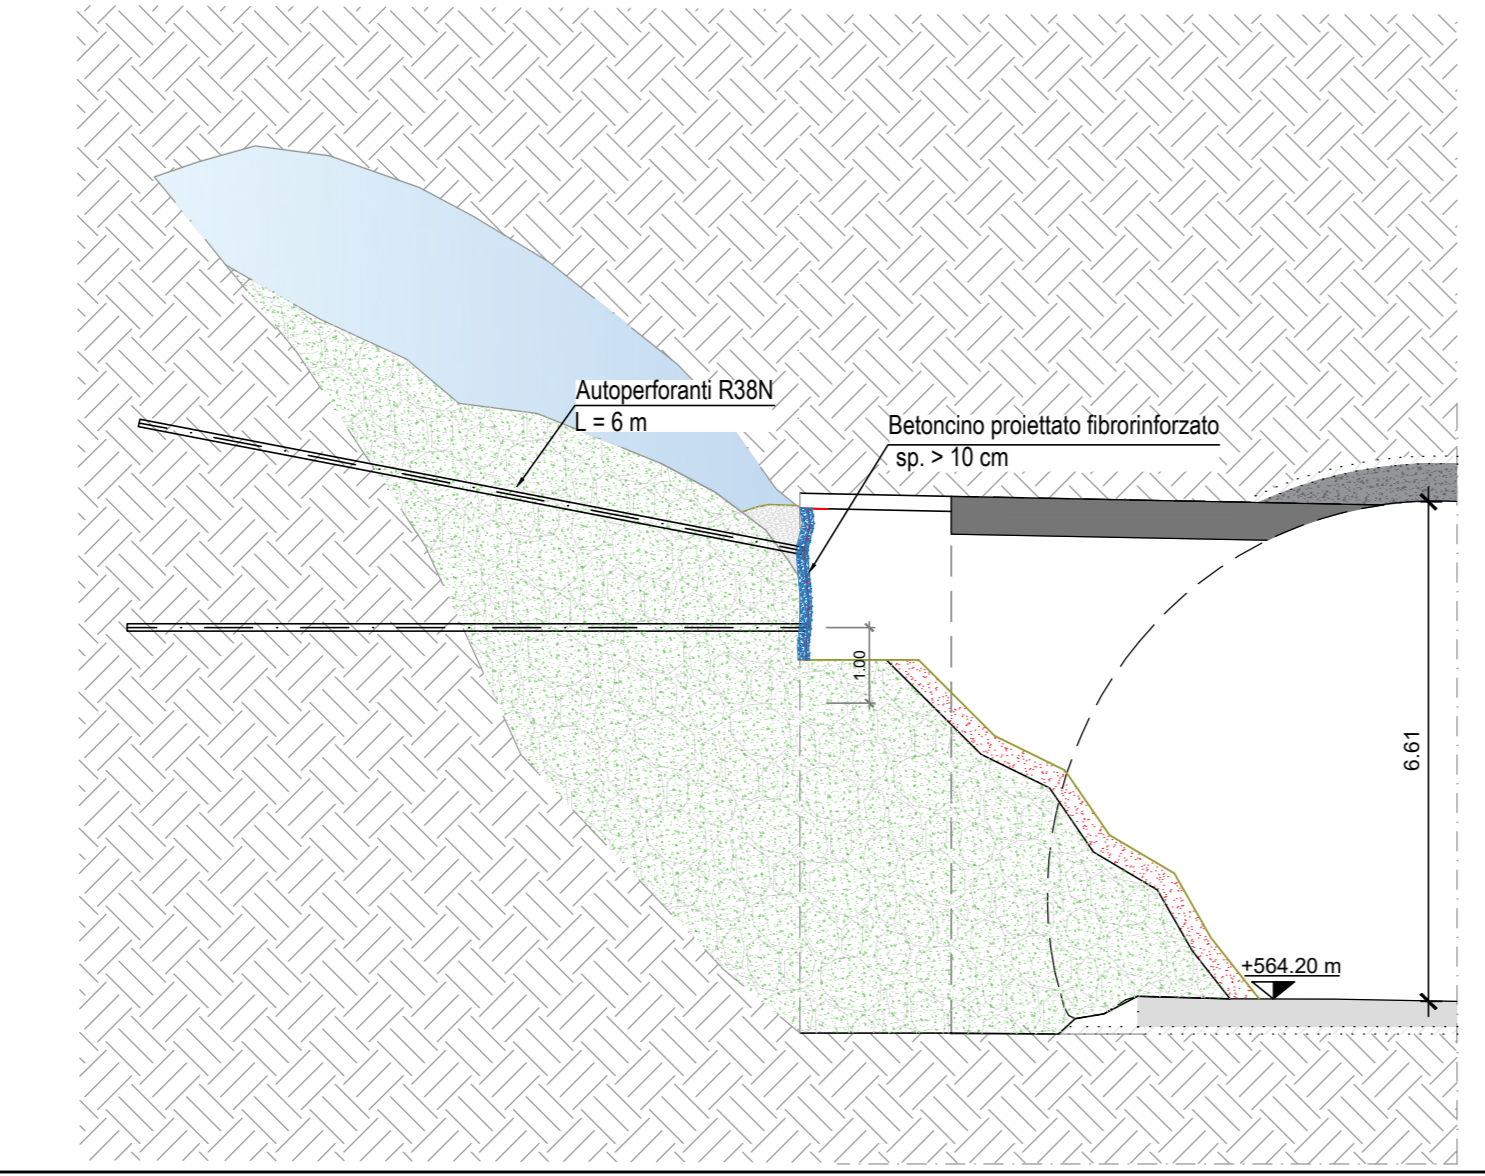 Autoperforanti R38N
L = 6 m
Betoncino proiettato fibrorinforzato
sp. > 10 cm
1.00
6.61
+564.20 m